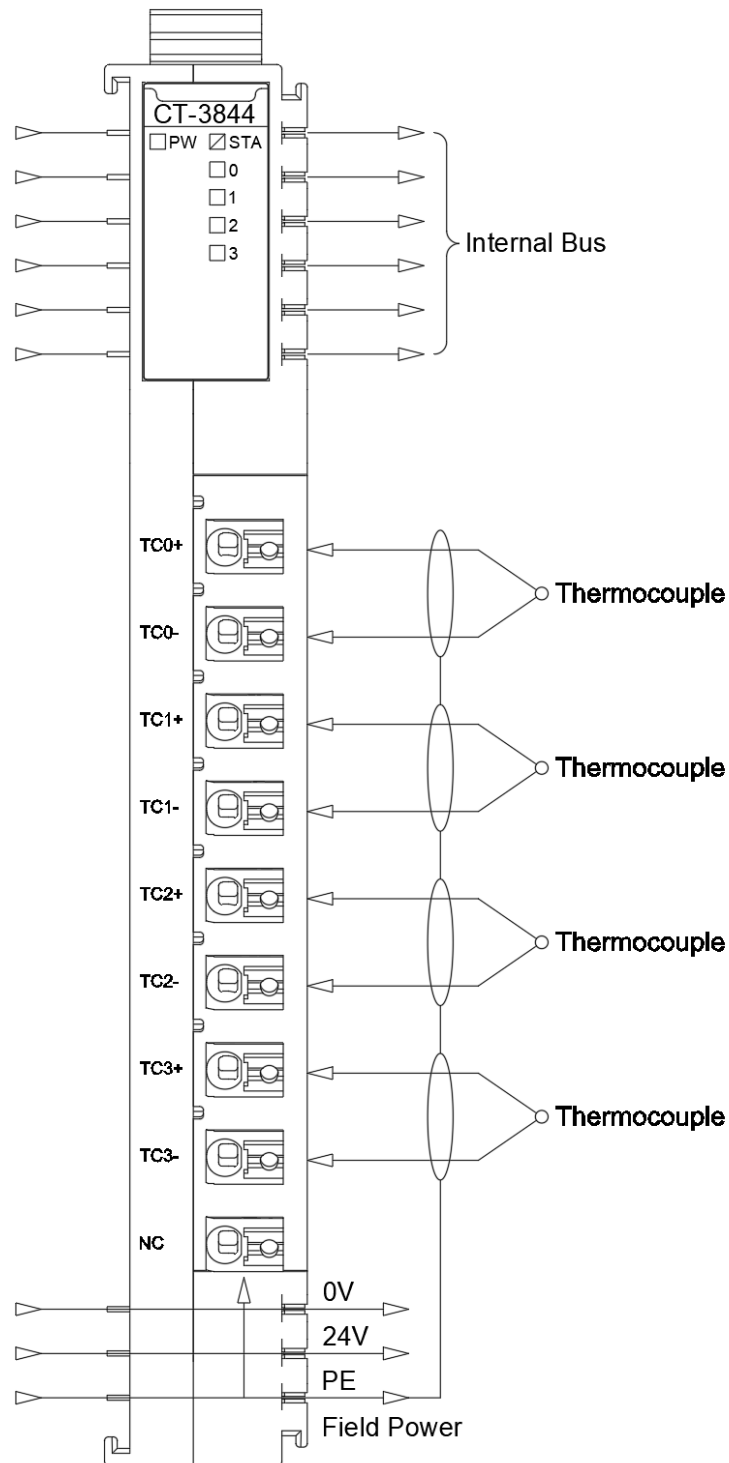 CT-3844
PW STA
0
1
2
3
Internal Bus
TC0+
Thermocouple
TC0-
TC1+
Thermocouple
TC1-
TC2+
Thermocouple
TC2-
TC3+
Thermocouple
TC3-
NC
0V
24V
PE
Field Power